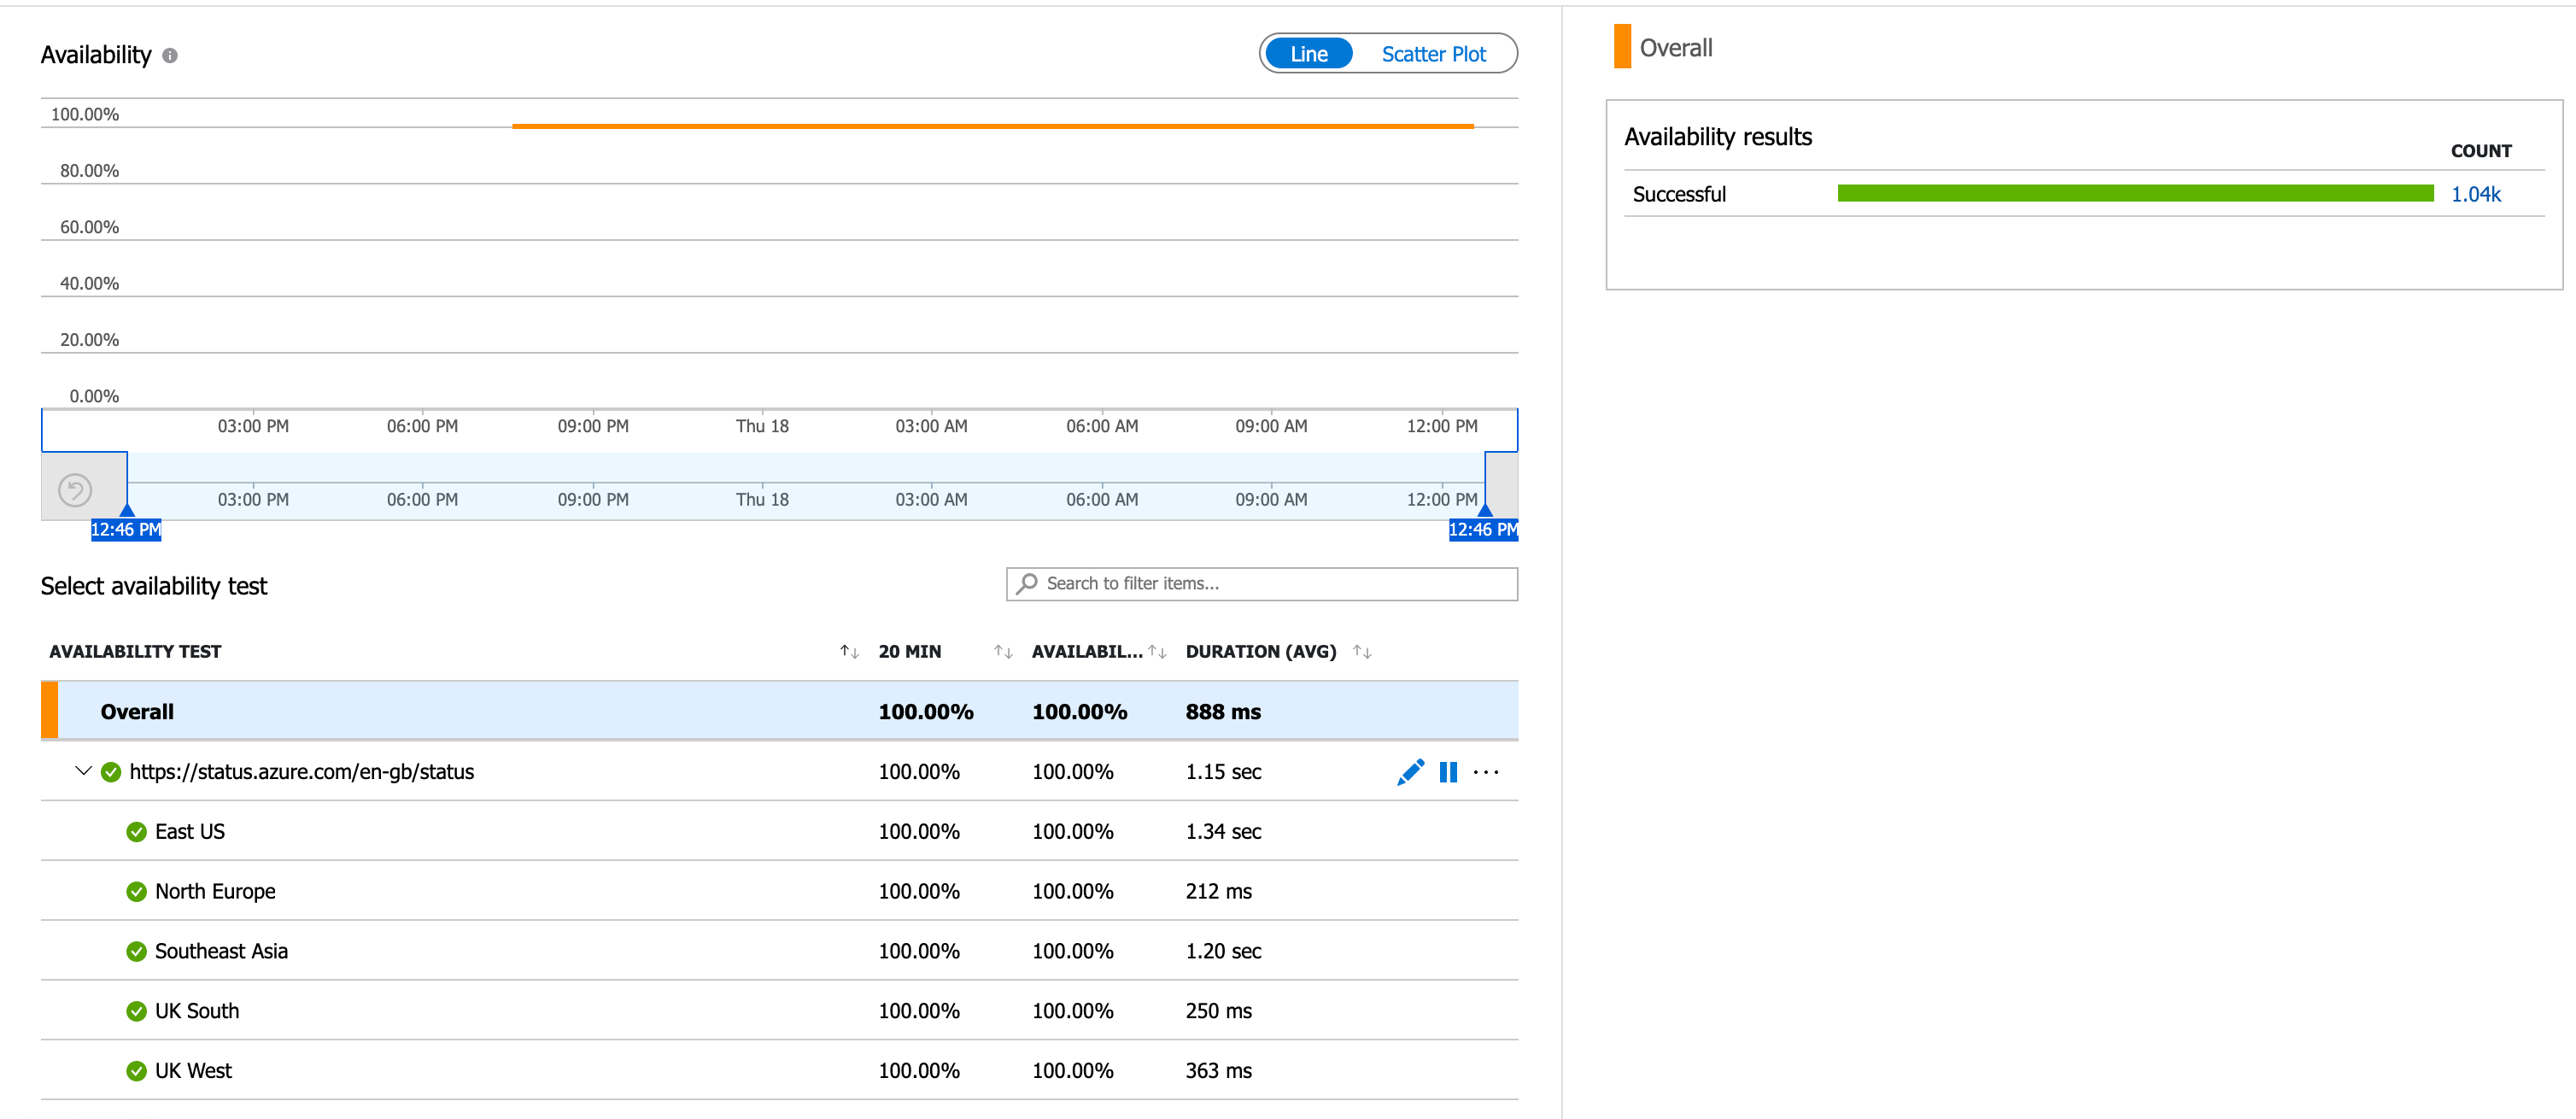 Availability
Line Scatter Plot
100.00%
80.00%
60.00%
40.00%
20.00%
0.00%
03:00 PM 06:00 PM 09:00 PM Thu 18 03:00 AM 06:00 AM 09:00 AM 12:00 PM
03:00 PM 06:00 PM 09:00 PM Thu 18 03:00 AM 06:00 AM 09:00 AM 12:00 PM
12:46 PM 12:46 PM
Select availability test
Search to filter items...
AVAILABILITY TEST 20 MIN AVAILABIL... DURATION (AVG)
Overall 100.00% 100.00% 888 ms
https://status.azure.com/en-gb/status 100.00% 100.00% 1.15 sec
East US 100.00% 100.00% 1.34 sec
North Europe 100.00% 100.00% 212 ms
Southeast Asia 100.00% 100.00% 1.20 sec
UK South 100.00% 100.00% 250 ms
UK West 100.00% 100.00% 363 ms
Overall
Availability results
COUNT
Successful 1.04k